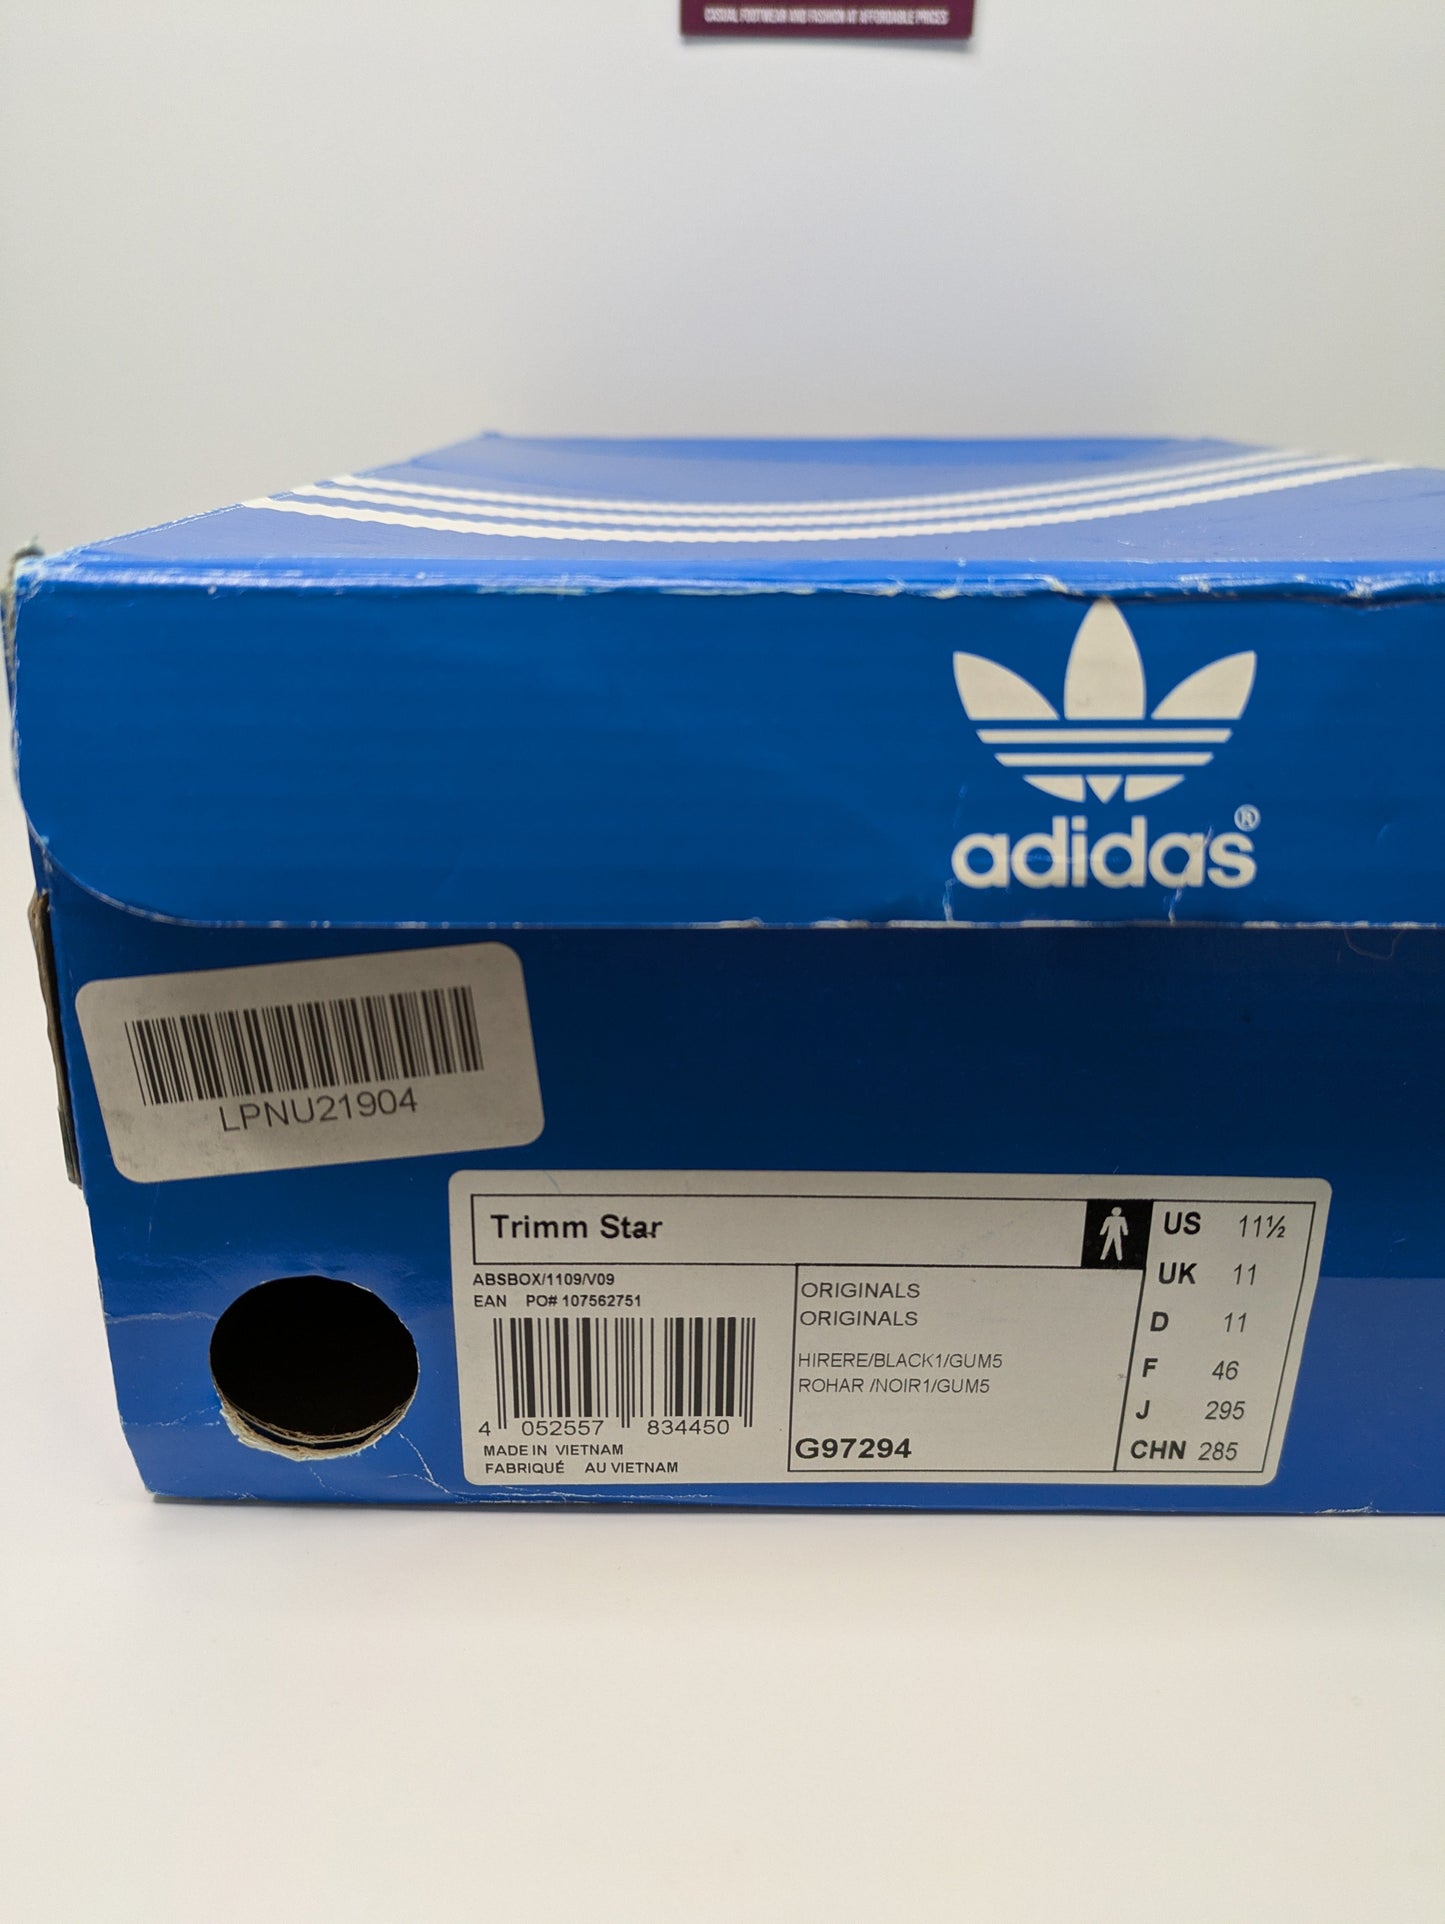 CASUAL FOOTWEAR AND FASHION AT AFFORDABLE PRICES
adidas®
LPNU21904
Trimm Star
ABSBOX/1109/V09
EAN PO# 107562751
4 052557 834450
MADE IN VIETNAM
FABRIQUÉ AU VIETNAM
ORIGINALS
ORIGINALS
HIRERE/BLACK1/GUM5
ROHAR /NOIR1/GUM5
G97294
US 11½
UK 11
D 11
F 46
J 295
CHN 285